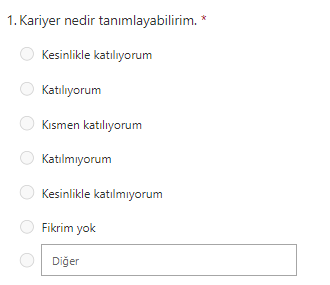 1. Kariyer nedir tanımlayabilirim. *
Kesinlikle katılıyorum
Katılıyorum
Kısmen katılıyorum
Katılmıyorum
Kesinlikle katılmıyorum
Fikrim yok
Diğer